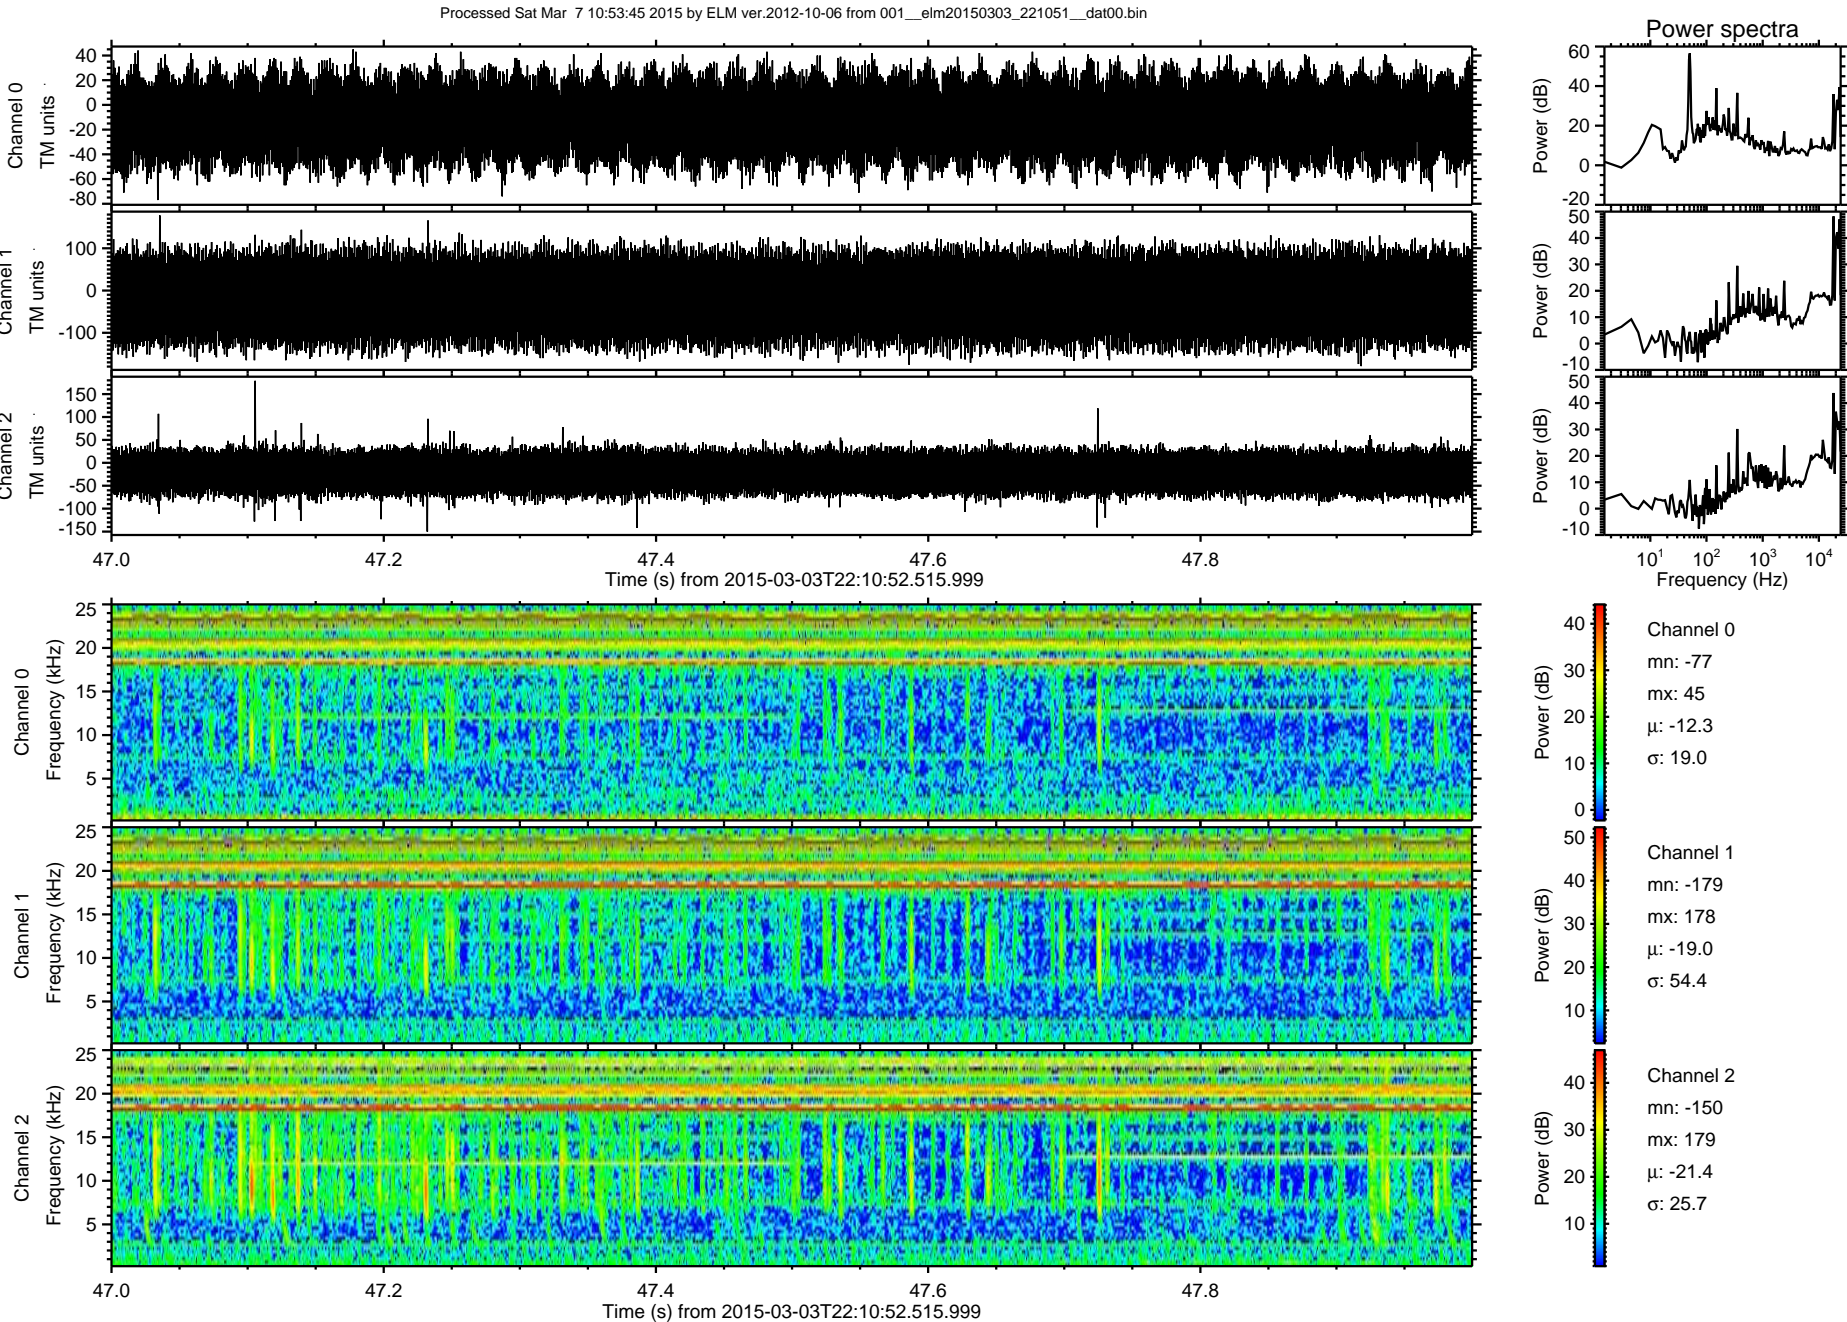 Processed Sat Mar 7 10:53:45 2015 by ELM ver.2012-10-06 from 001__elm20150303_221051__dat00.bin
Power spectra
Channel 0
TM units
40
20
0
-20
-40
-60
-80
Power (dB)
60
40
20
0
-20
Channel 1
TM units
100
0
-100
Power (dB)
50
40
30
20
10
0
-10
Channel 2
TM units
150
100
50
0
-50
-100
-150
Power (dB)
50
40
30
20
10
0
-10
47.0 47.2 47.4 47.6 47.8
Time (s) from 2015-03-03T22:10:52.515.999
10¹ 10² 10³ 10⁴
Frequency (Hz)
Channel 0
Frequency (kHz)
25
20
15
10
5
Power (dB)
40
30
20
10
0
Channel 0
mn: -77
mx: 45
μ: -12.3
σ: 19.0
Channel 1
Frequency (kHz)
25
20
15
10
5
Power (dB)
50
40
30
20
10
Channel 1
mn: -179
mx: 178
μ: -19.0
σ: 54.4
Channel 2
Frequency (kHz)
25
20
15
10
5
Power (dB)
40
30
20
10
Channel 2
mn: -150
mx: 179
μ: -21.4
σ: 25.7
47.0 47.2 47.4 47.6 47.8
Time (s) from 2015-03-03T22:10:52.515.999